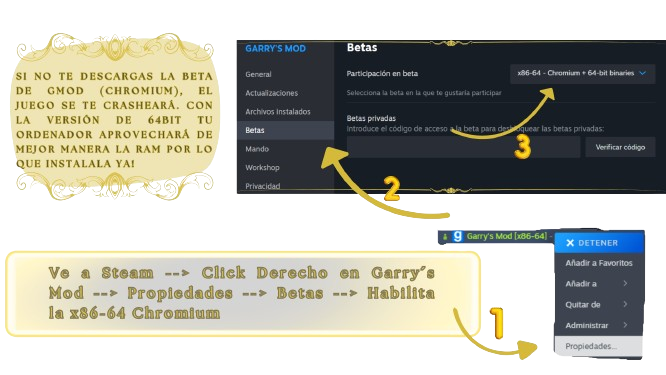 SI NO TE DESCARGAS LA BETA
DE GMOD (CHROMIUM), EL
JUEGO SE TE CRASHEARÁ. CON
LA VERSIÓN DE 64BIT TU
ORDENADOR APROVECHARÁ DE
MEJOR MANERA LA RAM POR LO
QUE INSTALALA YA!
GARRY'S MOD
General
Actualizaciones
Archivos instalados
Betas
Mando
Workshop
Privacidad
Betas
Participación en beta
x86-64 - Chromium + 64-bit binaries
Selecciona la beta en la que te gustaría participar
Betas privadas
Introduce el código de acceso a la beta para desbloquear las betas privadas:
Verificar código
3
2
Ve a Steam --> Click Derecho en Garry's
Mod --> Propiedades --> Betas --> Habilita
la x86-64 Chromium
1
g Garry's Mod [x86-64] -
DETENER
Añadir a Favoritos
Añadir a
Quitar de
Administrar
Propiedades...